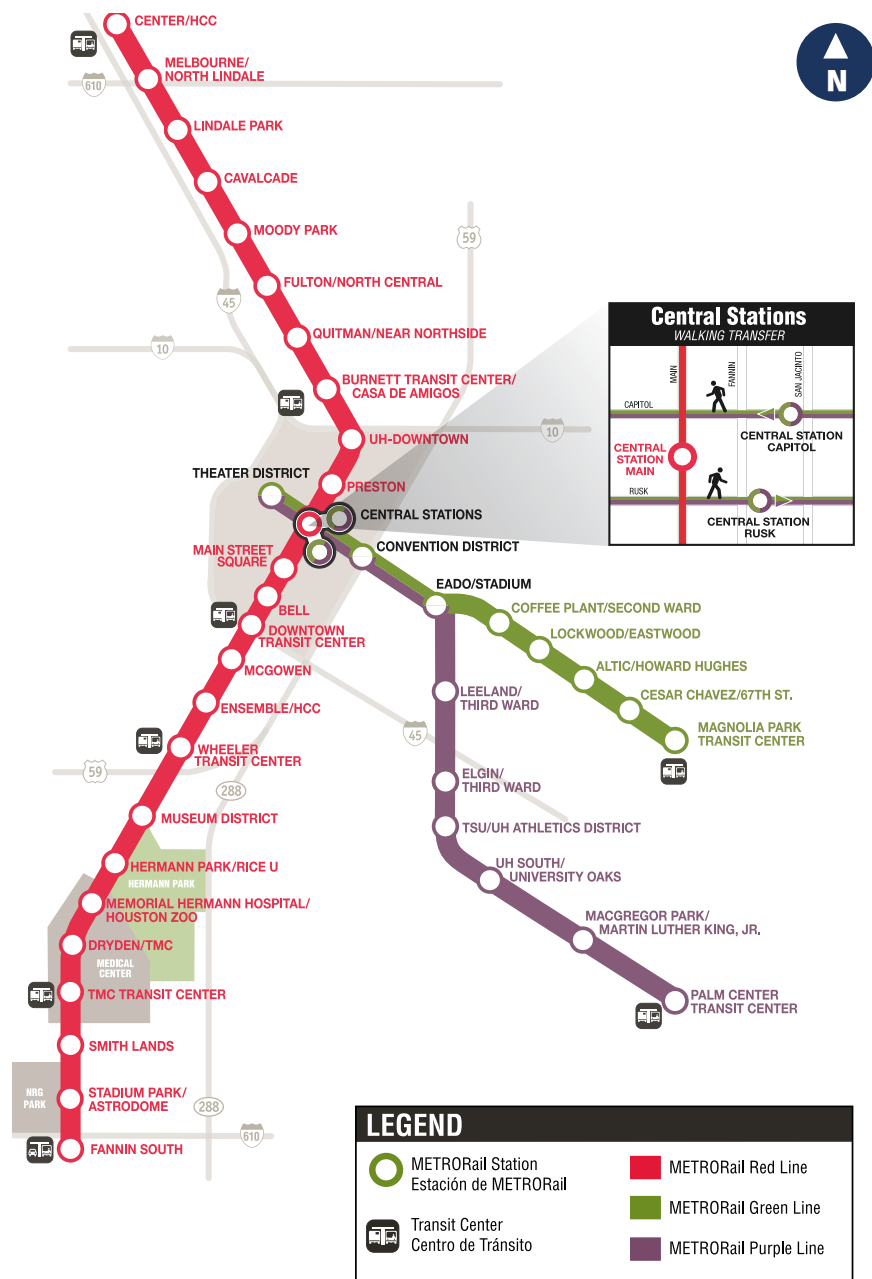 CENTER/HCC
N
MELBOURNE/
NORTH LINDALE
610
LINDALE PARK
CAVALCADE
MOODY PARK
59
FULTON/NORTH CENTRAL
45
QUITMAN/NEAR NORTHSIDE
10
BURNETT TRANSIT CENTER/
CASA DE AMIGOS
UH-DOWNTOWN
10
THEATER DISTRICT
PRESTON
CENTRAL STATIONS
CONVENTION DISTRICT
MAIN STREET
SQUARE
EADO/STADIUM
BELL
COFFEE PLANT/SECOND WARD
DOWNTOWN
TRANSIT CENTER
LOCKWOOD/EASTWOOD
MCGOWEN
ALTIC/HOWARD HUGHES
LEELAND/
THIRD WARD
CESAR CHAVEZ/67TH ST.
ENSEMBLE/HCC
MAGNOLIA PARK
TRANSIT CENTER
45
WHEELER
TRANSIT CENTER
59
288
ELGIN/
THIRD WARD
MUSEUM DISTRICT
TSU/UH ATHLETICS DISTRICT
HERMANN PARK/RICE U
HERMANN PARK
UH SOUTH/
UNIVERSITY OAKS
MEMORIAL HERMANN HOSPITAL/
HOUSTON ZOO
MACGREGOR PARK/
MARTIN LUTHER KING, JR.
DRYDEN/TMC
MEDICAL
CENTER
TMC TRANSIT CENTER
PALM CENTER
TRANSIT CENTER
SMITH LANDS
NRG
PARK
STADIUM PARK/
ASTRODOME
288
610
FANNIN SOUTH
Central Stations
WALKING TRANSFER
MAIN
FANNIN
SAN JACINTO
CAPITOL
CENTRAL STATION
CAPITOL
CENTRAL
STATION
MAIN
RUSK
CENTRAL STATION
RUSK
LEGEND
METRORail Station
Estación de METRORail
Transit Center
Centro de Tránsito
METRORail Red Line
METRORail Green Line
METRORail Purple Line